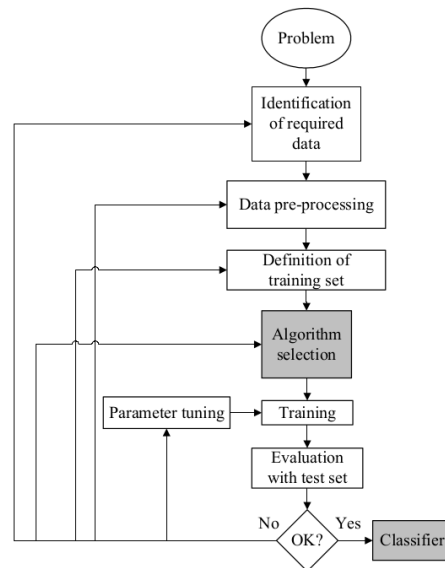 Problem
Identification
of required
data
Data pre-processing
Definition of
training set
Algorithm
selection
Parameter tuning
Training
Evaluation
with test set
No
OK?
Yes
Classifier